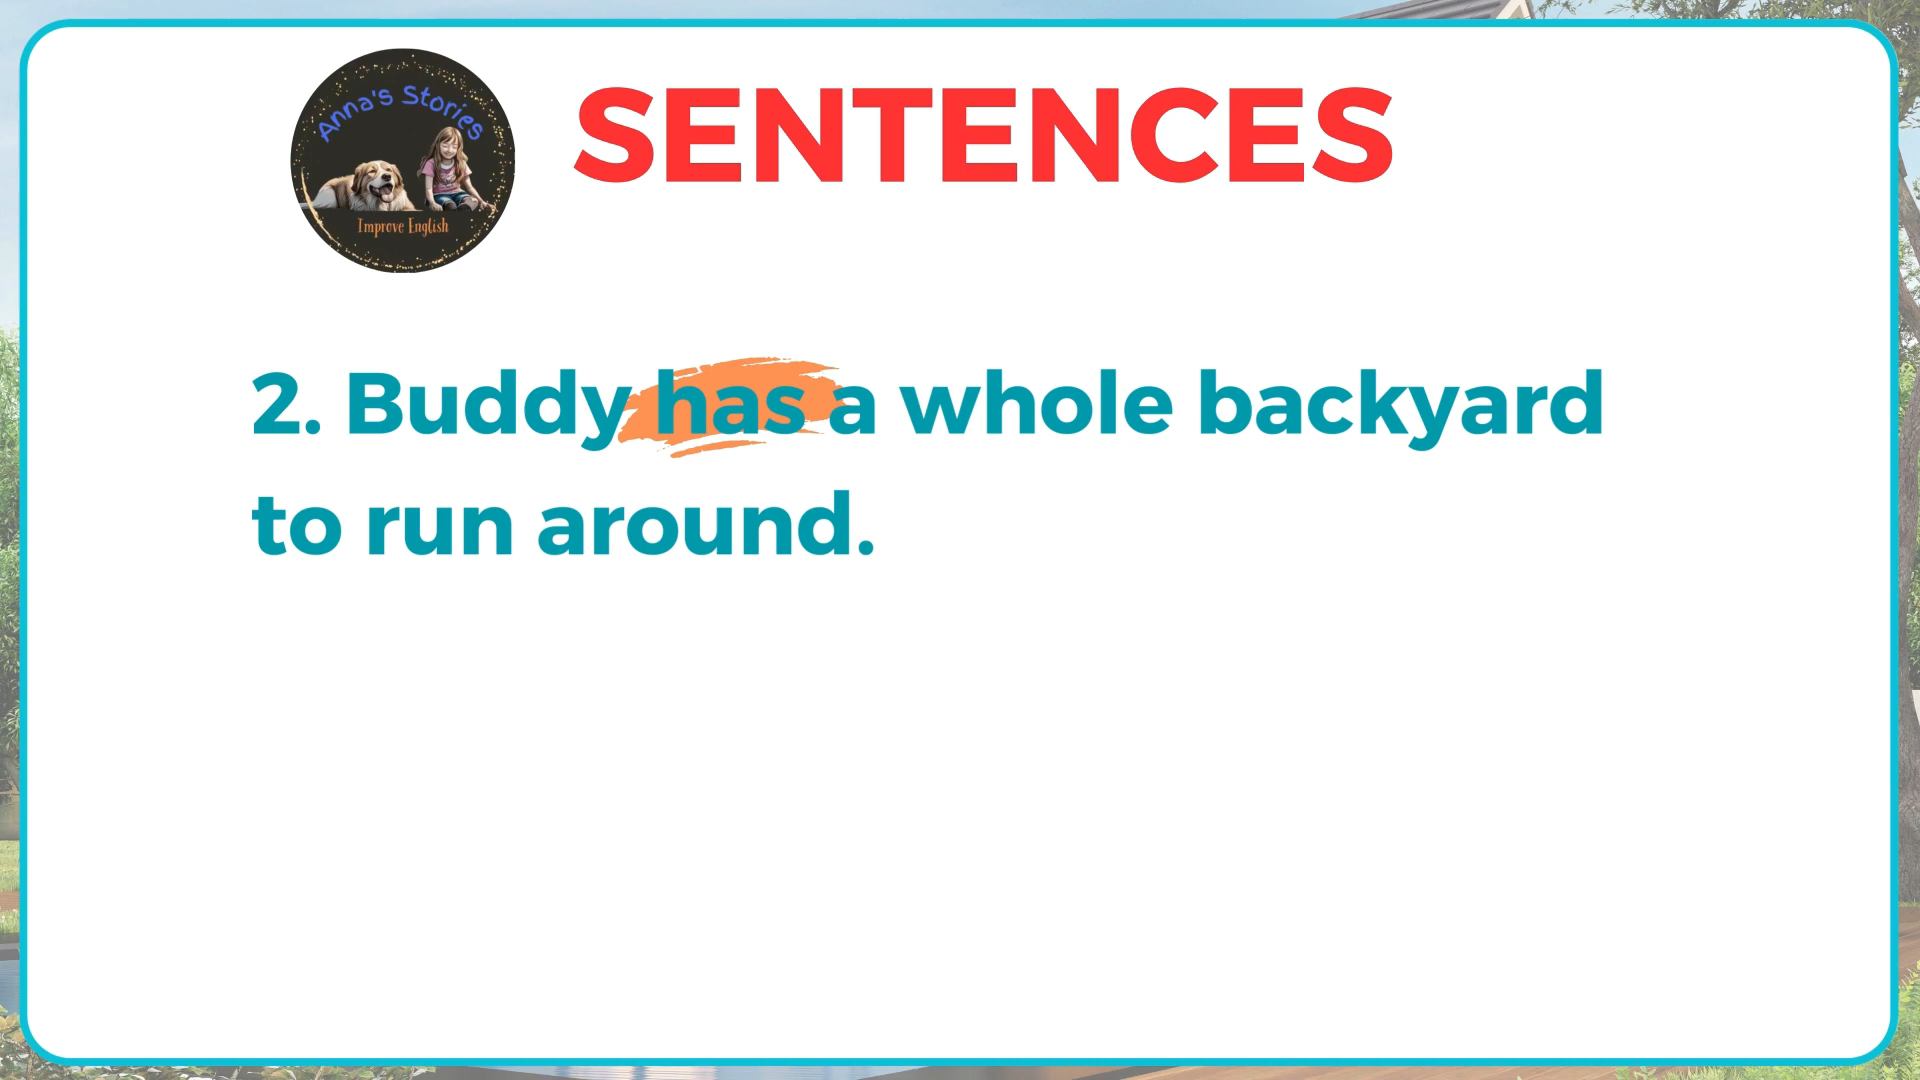 Anna's Stories
Improve English
SENTENCES
2. Buddy has a whole backyard
to run around.